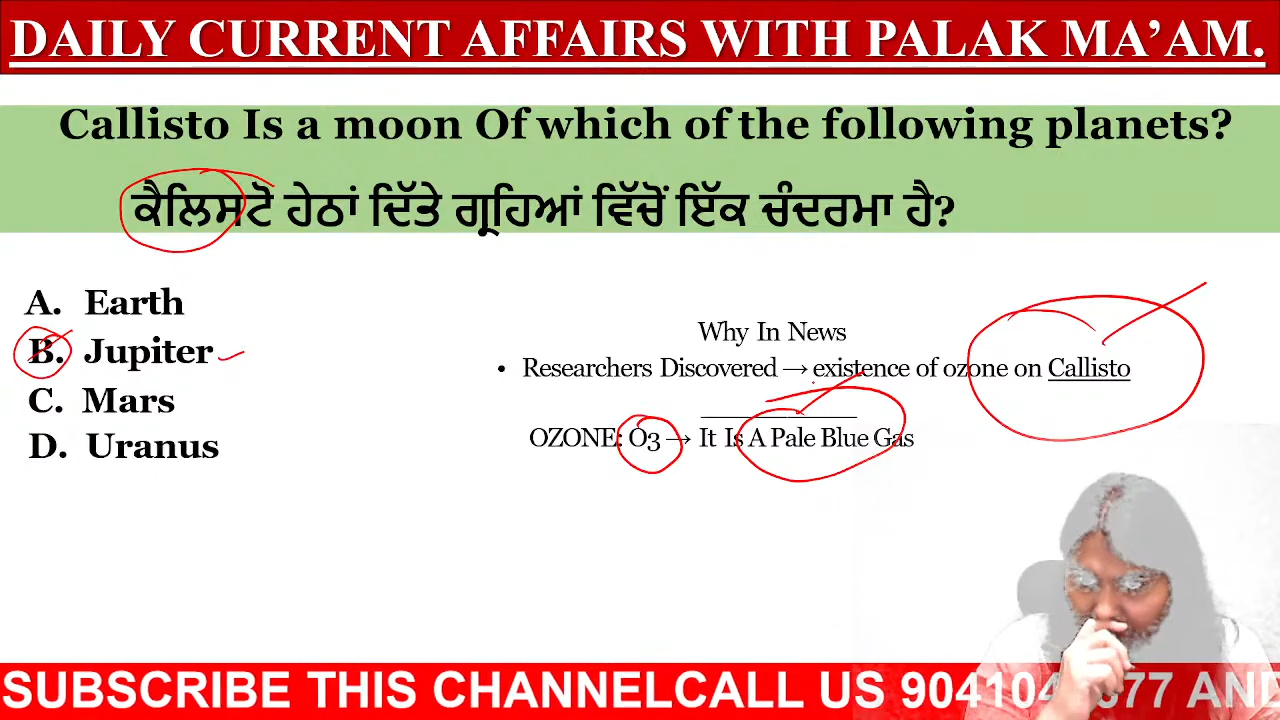 DAILY CURRENT AFFAIRS WITH PALAK MA’AM.
Callisto Is a moon Of which of the following planets?
ਕੈਲਿਸਟੋ ਹੇਠਾਂ ਦਿੱਤੇ ਗ੍ਰਹਿਆਂ ਵਿੱਚੋਂ ਇੱਕ ਚੰਦਰਮਾ ਹੈ?
A. Earth
B. Jupiter
C. Mars
D. Uranus
Why In News
• Researchers Discovered → existence of ozone on Callisto
OZONE: O3 → It Is A Pale Blue Gas
SUBSCRIBE THIS CHANNELCALL US AND